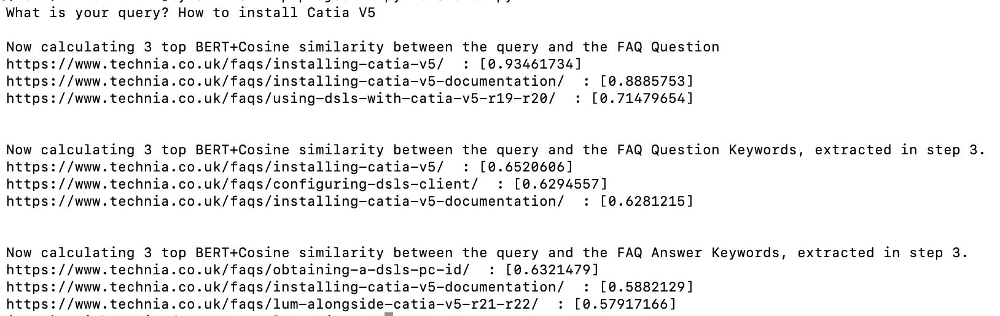 What is your query? How to install Catia V5
Now calculating 3 top BERT+Cosine similarity between the query and the FAQ Question
https://www.technia.co.uk/faqs/installing-catia-v5/  : [0.93461734]
https://www.technia.co.uk/faqs/installing-catia-v5-documentation/  : [0.8885753]
https://www.technia.co.uk/faqs/using-dsls-with-catia-v5-r19-r20/  : [0.71479654]
Now calculating 3 top BERT+Cosine similarity between the query and the FAQ Question Keywords, extracted in step 3.
https://www.technia.co.uk/faqs/installing-catia-v5/  : [0.6520606]
https://www.technia.co.uk/faqs/configuring-dsls-client/  : [0.6294557]
https://www.technia.co.uk/faqs/installing-catia-v5-documentation/  : [0.6281215]
Now calculating 3 top BERT+Cosine similarity between the query and the FAQ Answer Keywords, extracted in step 3.
https://www.technia.co.uk/faqs/obtaining-a-dsls-pc-id/  : [0.6321479]
https://www.technia.co.uk/faqs/installing-catia-v5-documentation/  : [0.5882129]
https://www.technia.co.uk/faqs/lum-alongside-catia-v5-r21-r22/  : [0.57917166]